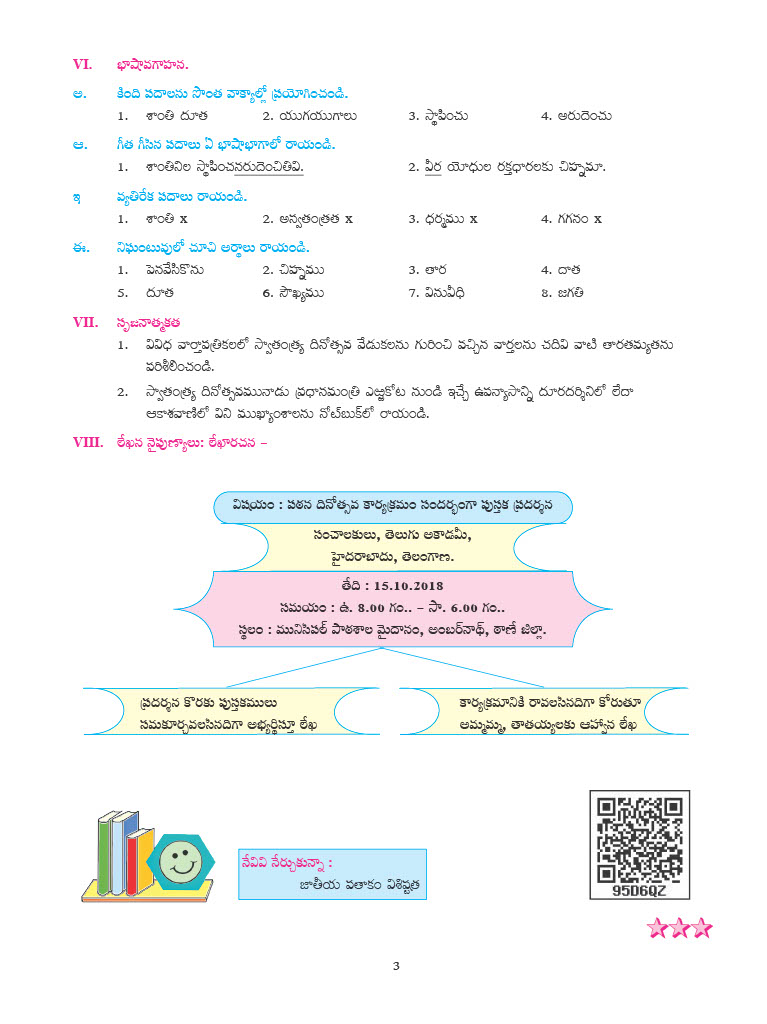 VI. భాషావగాహన.
అ. కింది పదాలను సొంత వాక్యాల్లో ప్రయోగించండి.
1. శాంతి దూత 2. యుగయుగాలు 3. స్థాపించు 4. అరుదెంచు
ఆ. గీత గీసిన పదాలు ఏ భాషాభాగాలో రాయండి.
1. శాంతినిల స్థాపించనరుదెంచితివి. 2. వీర యోధుల రక్తధారలకు చిహ్నమా.
ఇ వ్యతిరేక పదాలు రాయండి.
1. శాంతి x 2. అస్వతంత్రత x 3. ధర్మము x 4. గగనం x
ఈ. నిఘంటువులో చూచి అర్థాలు రాయండి.
1. పెనవేసికొను 2. చిహ్నము 3. తార 4. దాత
5. దూత 6. సౌఖ్యము 7. వినువీధి 8. జగతి
VII. సృజనాత్మకత
1. వివిధ వార్తాపత్రికలలో స్వాతంత్ర్య దినోత్సవ వేడుకలను గురించి వచ్చిన వార్తలను చదివి వాటి తారతమ్యతను
పరిశీలించండి.
2. స్వాతంత్ర్య దినోత్సవమునాడు ప్రధానమంత్రి ఎఱ్ఱకోట నుండి ఇచ్చే ఉపన్యాసాన్ని దూరదర్శినిలో లేదా
ఆకాశవాణిలో విని ముఖ్యాంశాలను నోట్‌బుక్‌లో రాయండి.
VIII. లేఖన నైపుణ్యాలు: లేఖారచన –
విషయం : పఠన దినోత్సవ కార్యక్రమం సందర్భంగా పుస్తక ప్రదర్శన
సంచాలకులు, తెలుగు అకాడమీ,
హైదరాబాదు, తెలంగాణ.
తేది : 15.10.2018
సమయం : ఉ. 8.00 గం.. – సా. 6.00 గం..
స్థలం : మునిసిపల్ పాఠశాల మైదానం, అంబర్‌నాథ్, ఠాణే జిల్లా.
ప్రదర్శన కొరకు పుస్తకములు
సమకూర్చవలసినదిగా అభ్యర్థిస్తూ లేఖ
కార్యక్రమానికి రావలసినదిగా కోరుతూ
అమ్మమ్మ, తాతయ్యలకు ఆహ్వాన లేఖ
95D6QZ
నేనివి నేర్చుకున్నా :
జాతీయ పతాకం విశిష్టత
3